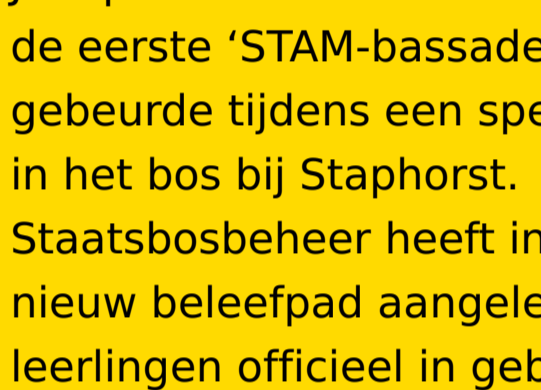 de eerste ‘STAM-bassade
gebeurde tijdens een spe
in het bos bij Staphorst.
Staatsbosbeheer heeft in
nieuw beleefpad aangele
leerlingen officieel in geb